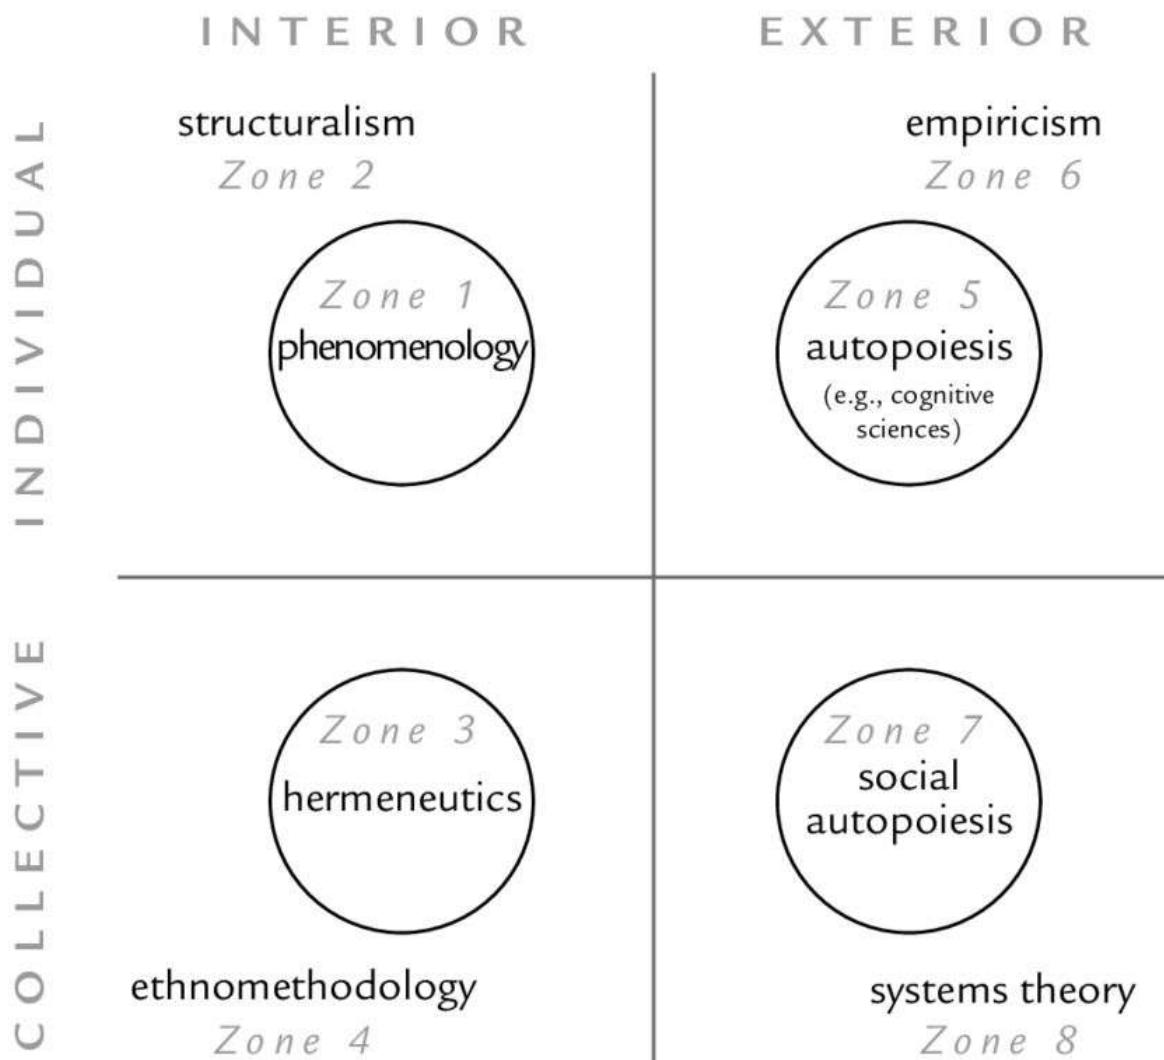 INTERIOR
EXTERIOR
INDIVIDUAL
structuralism
Zone 2
Zone 1
phenomenology
empiricism
Zone 6
Zone 5
autopoiesis
(e.g., cognitive
sciences)
COLLECTIVE
Zone 3
hermeneutics
ethnomethodology
Zone 4
Zone 7
social
autopoiesis
systems theory
Zone 8